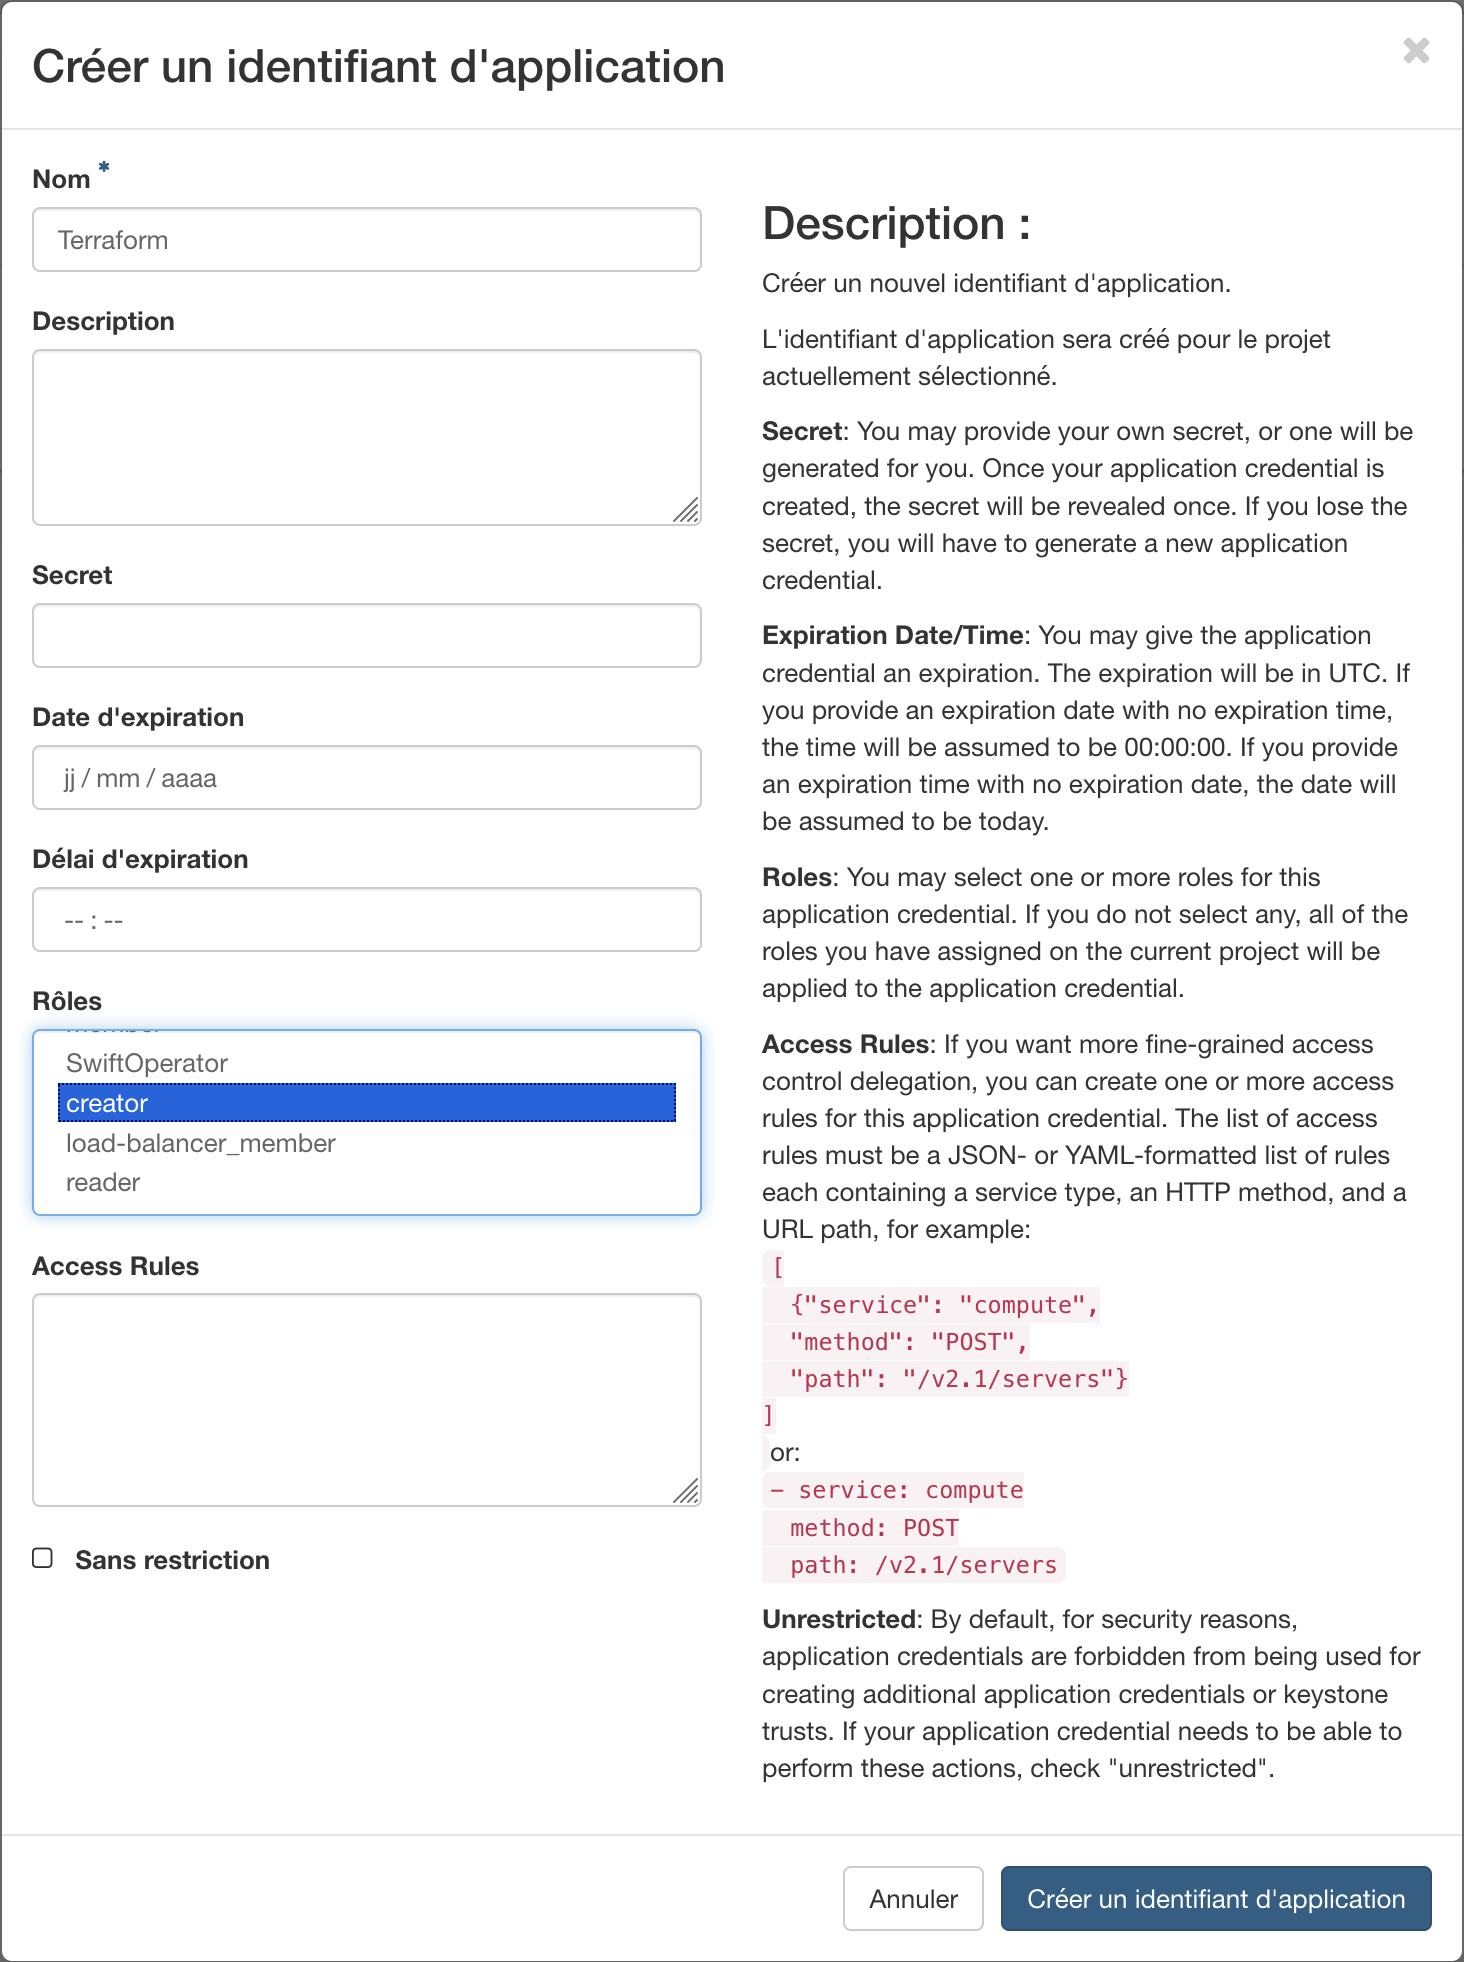 Créer un identifiant d'application
Nom *
Terraform
Description
Secret
Date d'expiration
jj / mm / aaaa
Délai d'expiration
-- : --
Rôles
SwiftOperator
creator
load-balancer_member
reader
Access Rules
Sans restriction
Description :
Créer un nouvel identifiant d'application.
L'identifiant d'application sera créé pour le projet
actuellement sélectionné.
Secret: You may provide your own secret, or one will be
generated for you. Once your application credential is
created, the secret will be revealed once. If you lose the
secret, you will have to generate a new application
credential.
Expiration Date/Time: You may give the application
credential an expiration. The expiration will be in UTC. If
you provide an expiration date with no expiration time,
the time will be assumed to be 00:00:00. If you provide
an expiration time with no expiration date, the date will
be assumed to be today.
Roles: You may select one or more roles for this
application credential. If you do not select any, all of the
roles you have assigned on the current project will be
applied to the application credential.
Access Rules: If you want more fine-grained access
control delegation, you can create one or more access
rules for this application credential. The list of access
rules must be a JSON- or YAML-formatted list of rules
each containing a service type, an HTTP method, and a
URL path, for example:
[
{"service": "compute",
"method": "POST",
"path": "/v2.1/servers"}
]
or:
- service: compute
method: POST
path: /v2.1/servers
Unrestricted: By default, for security reasons,
application credentials are forbidden from being used for
creating additional application credentials or keystone
trusts. If your application credential needs to be able to
perform these actions, check "unrestricted".
Annuler
Créer un identifiant d'application